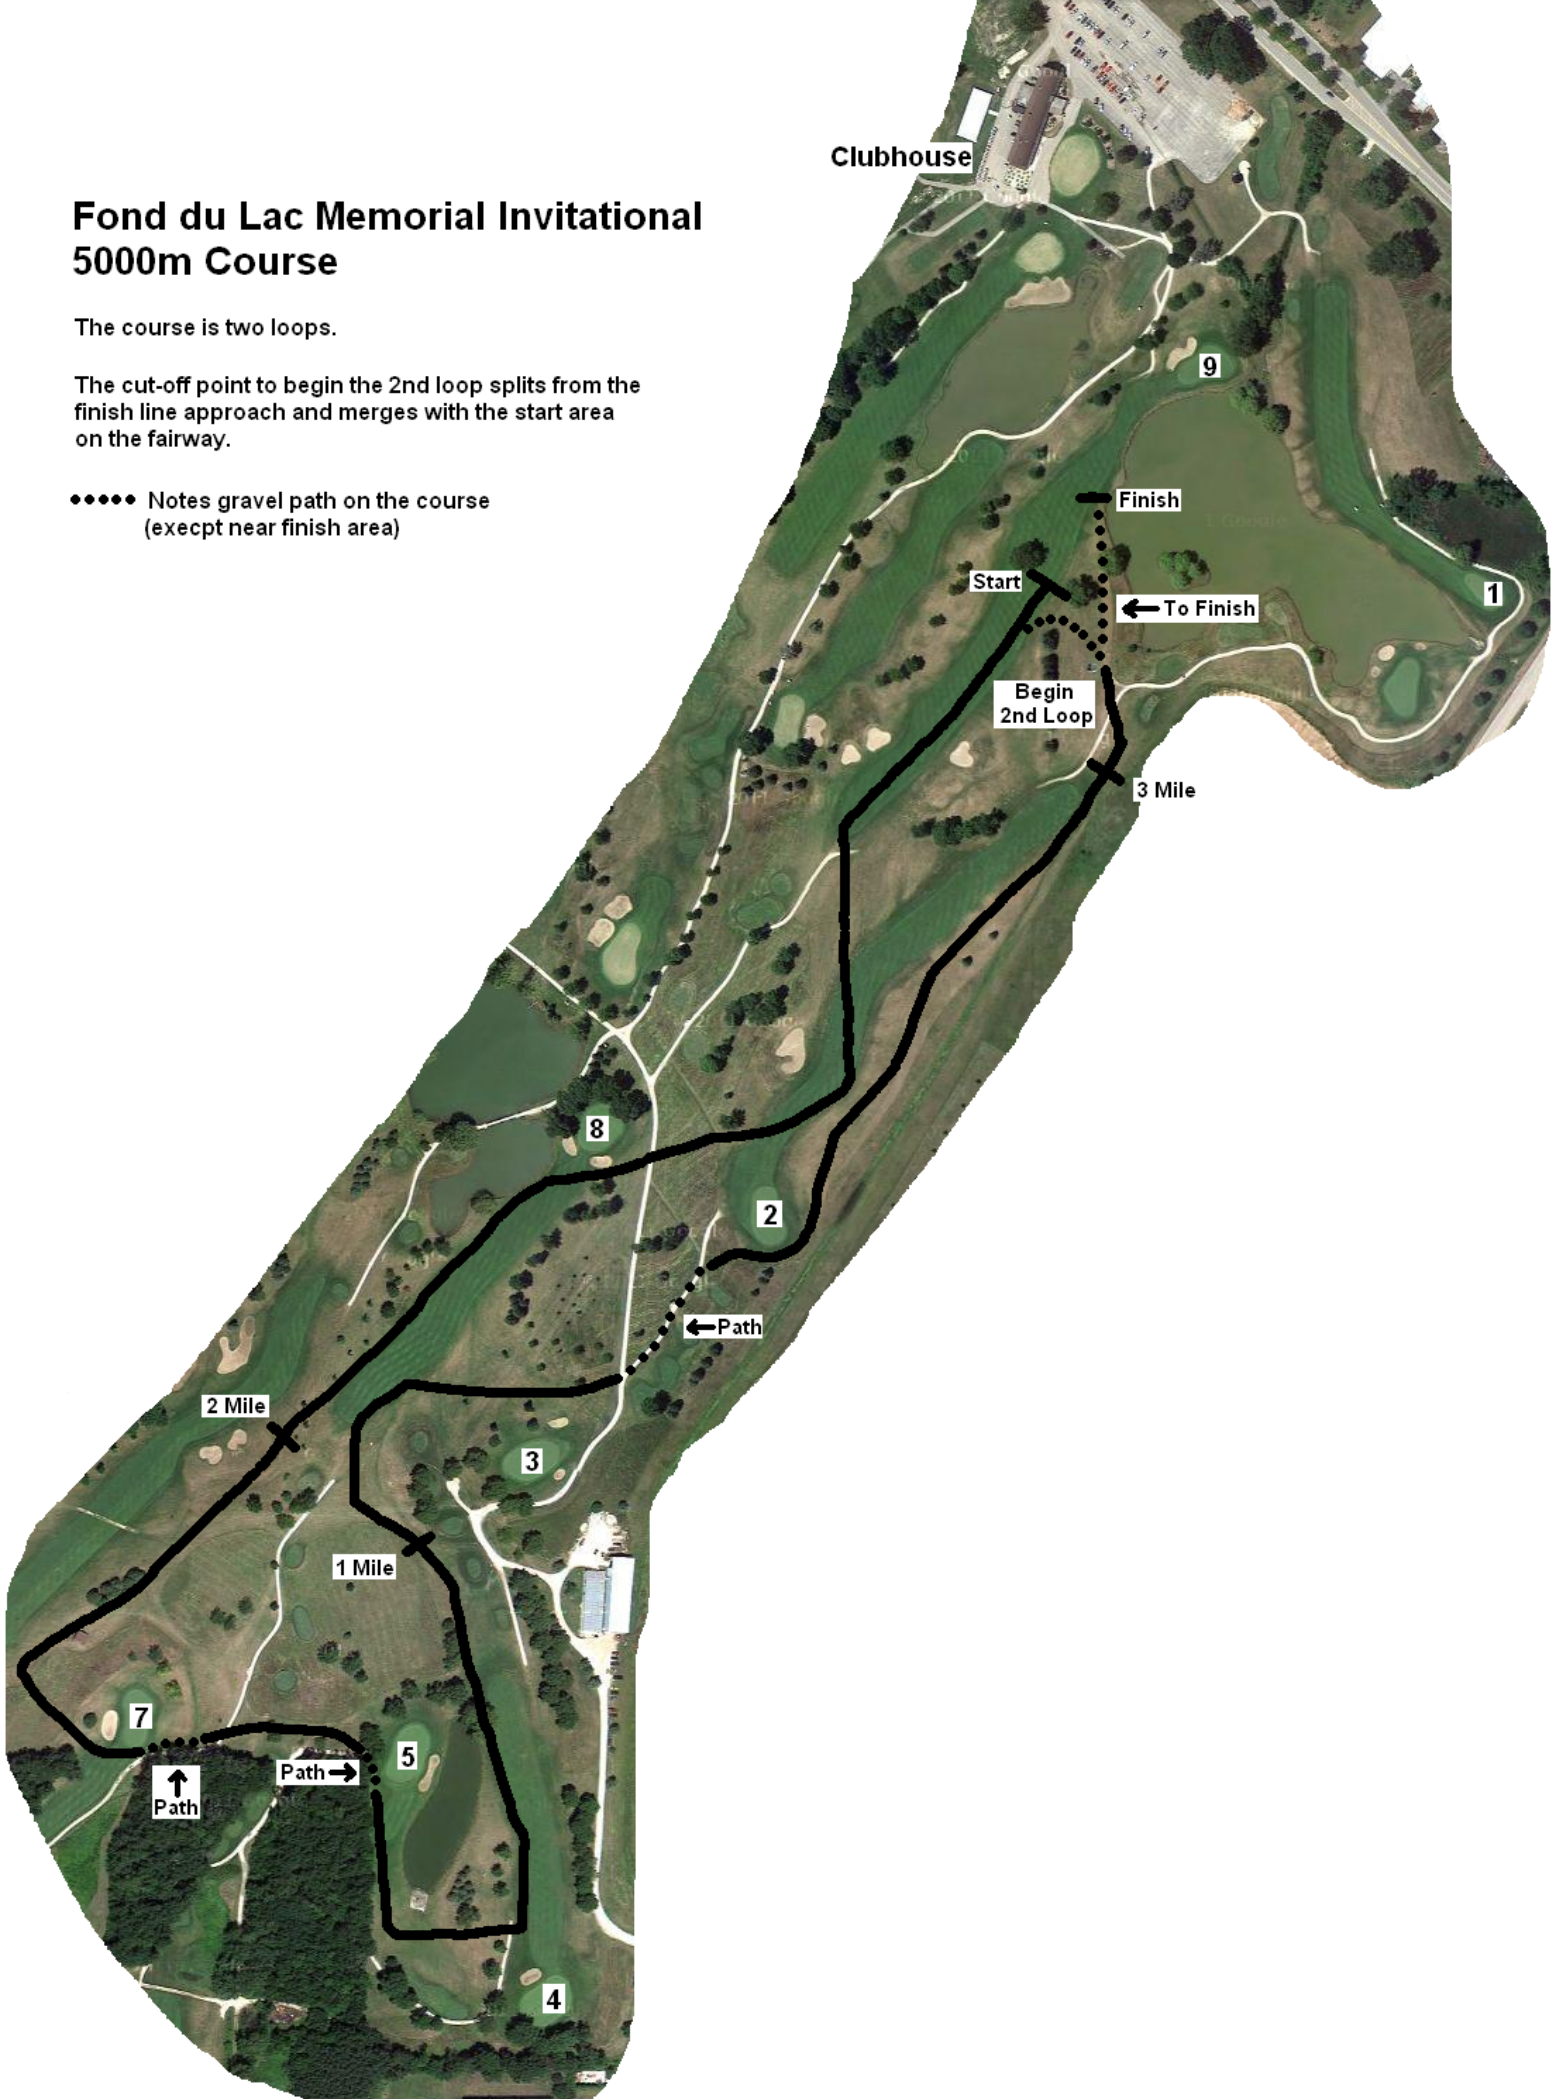 Clubhouse
Fond du Lac Memorial Invitational
5000m Course
The course is two loops.
The cut-off point to begin the 2nd loop splits from the
finish line approach and merges with the start area
on the fairway.
Notes gravel path on the course
(execpt near finish area)
9
Finish
Start
1
To Finish
Begin
2nd Loop
3 Mile
8
2
Path
2 Mile
3
1 Mile
7
5
Path
Path
4